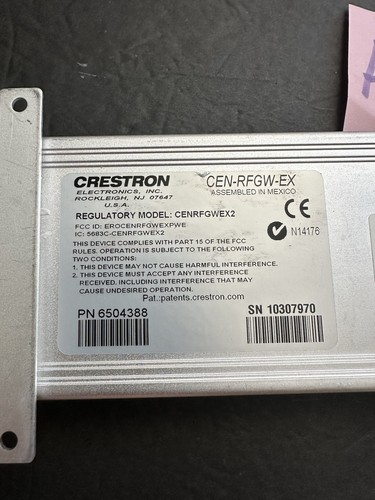 CRESTRON
ELECTRONICS, INC.
ROCKLEIGH, NJ 07647
U.S.A.
CEN-RFGW-EX
ASSEMBLED IN MEXICO
REGULATORY MODEL: CENRFGWEX2
FCC ID: EROCENRFGWEXPWE
IC: 5683C-CENRFGWEX2
CE
N14176
THIS DEVICE COMPLIES WITH PART 15 OF THE FCC
RULES. OPERATION IS SUBJECT TO THE FOLLOWING
TWO CONDITIONS:
1. THIS DEVICE MAY NOT CAUSE HARMFUL INTERFERENCE.
2. THIS DEVICE MUST ACCEPT ANY INTERFERENCE
RECEIVED, INCLUDING INTERFERENCE THAT MAY
CAUSE UNDESIRED OPERATION.
Pat.:patents.crestron.com
PN 6504388
SN 10307970